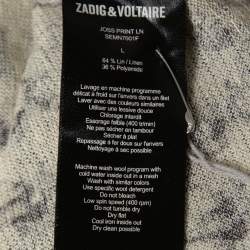 ZADIG & VOLTAIRE
JOSS PRINT LN
SEMN7601F
L
64 % Lin / Linen
36 % Polyamide
Lavage en machine programme
délicat à froid sur l'envers dans un filet
Laver avec des couleurs similaires
Utiliser une lessive douce
Chlorage interdit
Essorage faible (400 tr/min)
Ne pas sécher en tambour
Sécher à plat
Repassage à fer doux sur l'envers
Nettoyage à sec possible
Machine wash wool program with
cold water inside out in a mesh
Wash with similar colors
Use specific wool detergent
Do not bleach
Low spin speed (400 rpm)
Do not tumble dry
Dry flat
Cool iron inside out
Dry clean possible